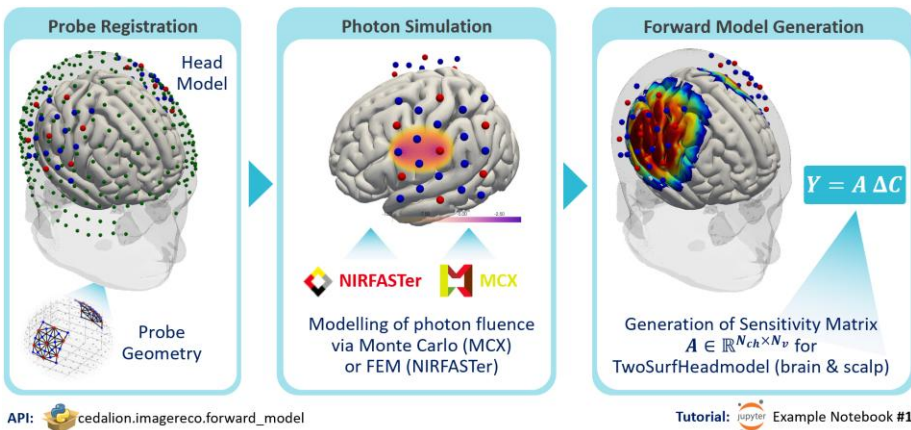 Probe Registration
Head
Model
Probe
Geometry
Photon Simulation
NIRFASTer
MCX
Modelling of photon fluence
via Monte Carlo (MCX)
or FEM (NIRFASTer)
Forward Model Generation
Y = A ΔC
Generation of Sensitivity Matrix
A ∈ ℝ^{N_{ch}×N_v} for
TwoSurfHeadmodel (brain & scalp)
API: cedalion.imagereco.forward_model
Tutorial: jupyter Example Notebook #1